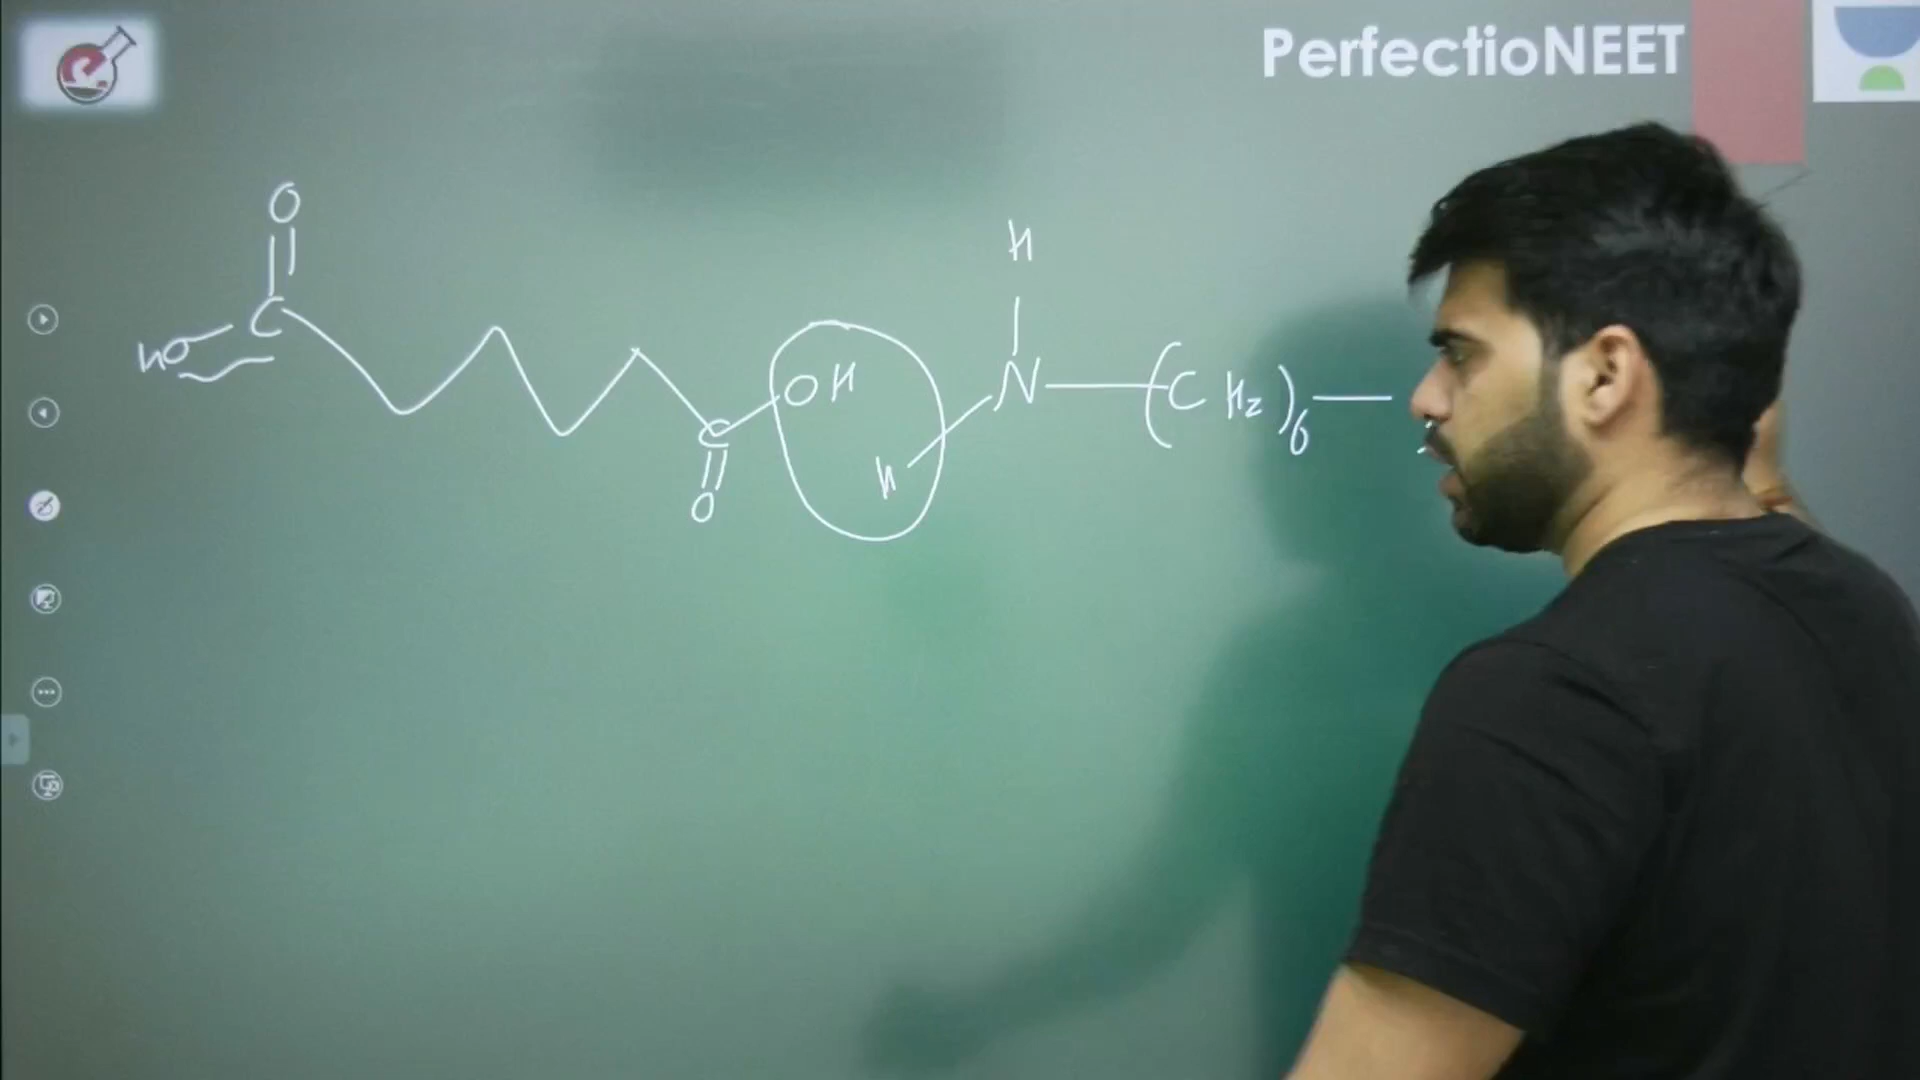 PerfectioNEET
O
H
C
HO
OH
N
(CH2)6
C
H
O